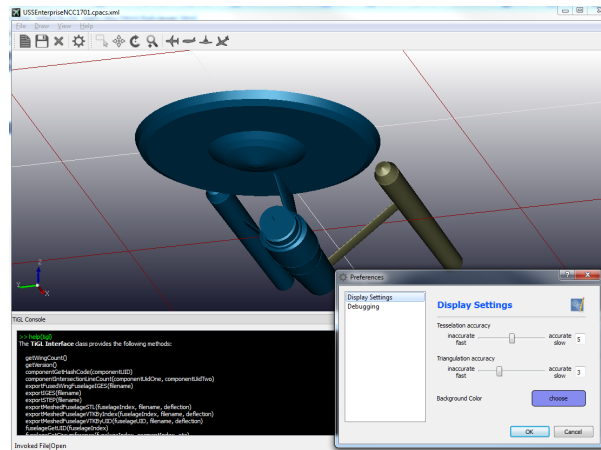 USSEnterpriseNCC1701.cpacs.xml
File Draw View Help
Z
Y
X
TiGL Console
>> help(tigl)
The TiGL Interface class provides the following methods:
getWingCount()
getVersion()
componentGetHashCode(componentUID)
componentIntersectionLineCount(componentUidOne, componentUidTwo)
exportFusedWingFuselageIGES(filename)
exportIGES(filename)
exportSTEP(filename)
exportMeshedFuselageSTL(fuselageIndex, filename, deflection)
exportMeshedFuselageVTKByIndex(fuselageIndex, filename, deflection)
exportMeshedFuselageVTKByUID(fuselageUID, filename, deflection)
fuselageGetUID(fuselageIndex)
Invoked File|Open
Preferences
Display Settings
Debugging
Display Settings
Tesselation accuracy
inaccurate fast
accurate slow
5
Triangulation accuracy
inaccurate fast
accurate slow
3
Background Color
choose
OK
Cancel